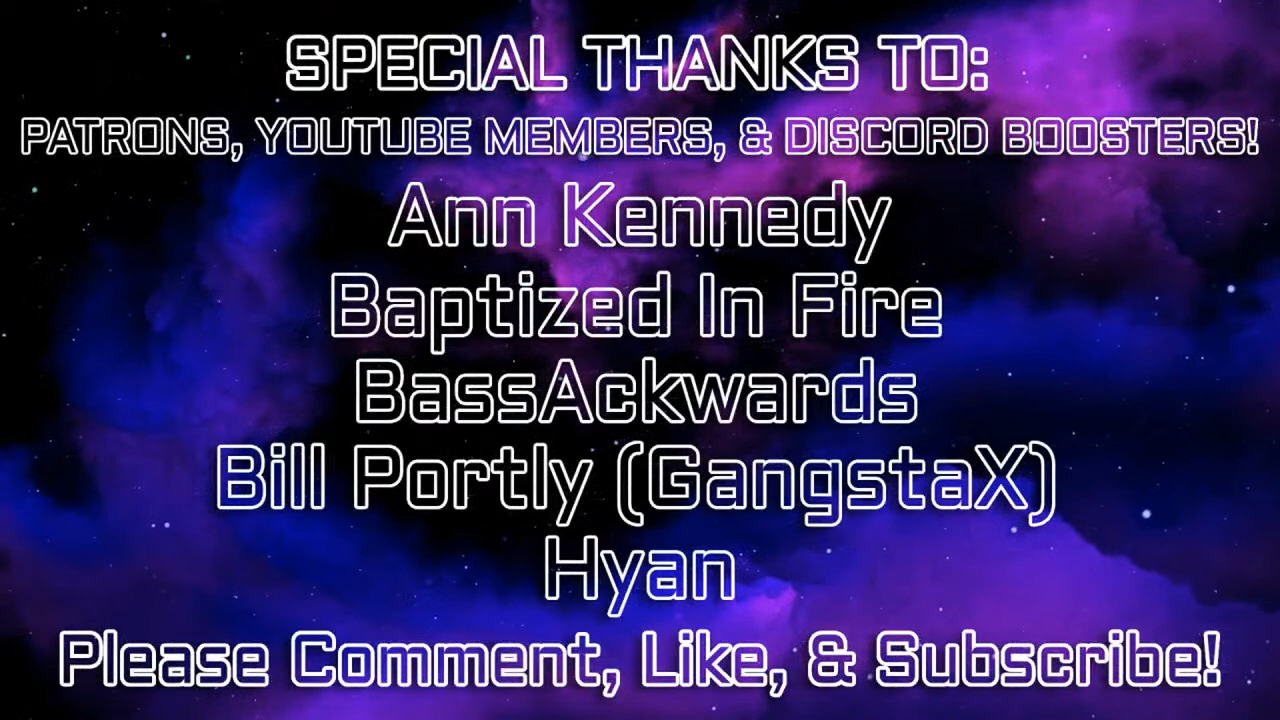 SPECIAL THANKS TO:
PATRONS, YOUTUBE MEMBERS, & DISCORD BOOSTERS!
Ann Kennedy
Baptized In Fire
BassAckwards
Bill Portly (GangstaX)
Hyan
Please Comment, Like, & Subscribe!